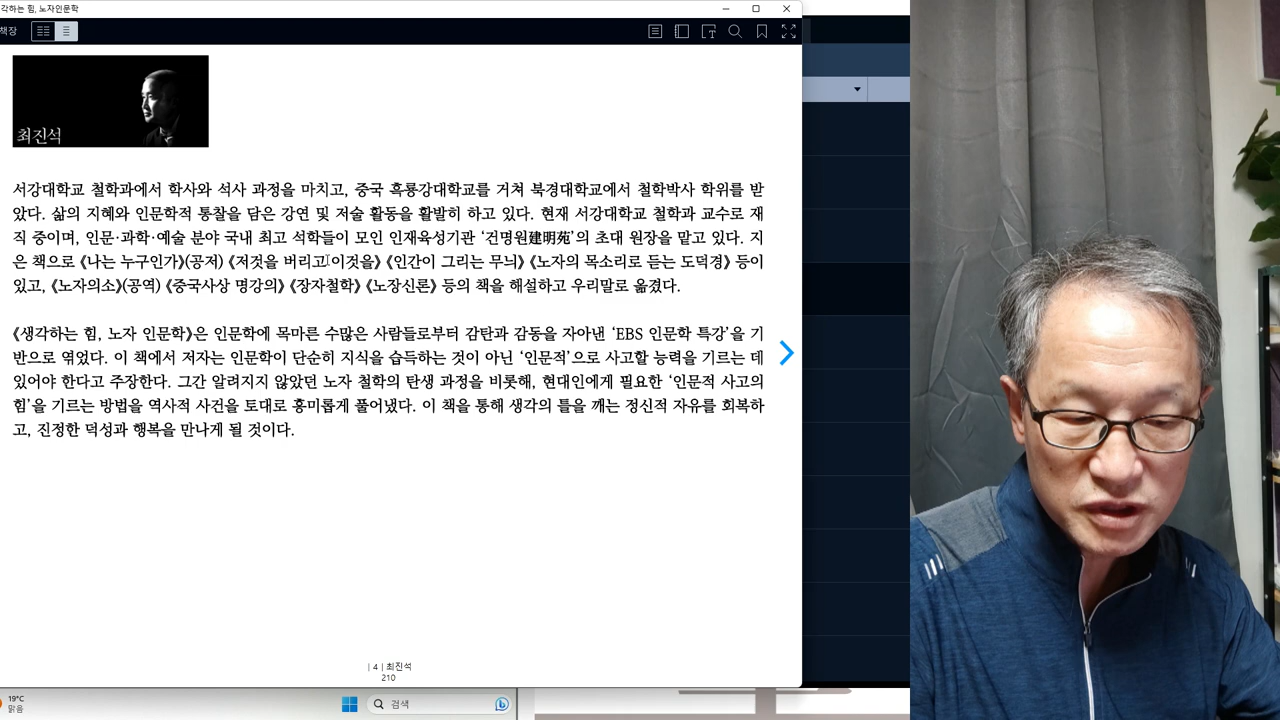 각하는 힘, 노자인문학
책장
최진석
서강대학교 철학과에서 학사와 석사 과정을 마치고, 중국 흑룡강대학교를 거쳐 북경대학교에서 철학박사 학위를 받
았다. 삶의 지혜와 인문학적 통찰을 담은 강연 및 저술 활동을 활발히 하고 있다. 현재 서강대학교 철학과 교수로 재
직 중이며, 인문·과학·예술 분야 국내 최고 석학들이 모인 인재육성기관 ‘건명원建明苑’의 초대 원장을 맡고 있다. 지
은 책으로 《나는 누구인가》(공저) 《저것을 버리고 이것을》 《인간이 그리는 무늬》 《노자의 목소리로 듣는 도덕경》 등이
있고, 《노자의소》(공역) 《중국사상 명강의》 《장자철학》 《노장신론》 등의 책을 해설하고 우리말로 옮겼다.
《생각하는 힘, 노자 인문학》은 인문학에 목마른 수많은 사람들로부터 감탄과 감동을 자아낸 ‘EBS 인문학 특강’을 기
반으로 엮었다. 이 책에서 저자는 인문학이 단순히 지식을 습득하는 것이 아닌 ‘인문적’으로 사고할 능력을 기르는 데
있어야 한다고 주장한다. 그간 알려지지 않았던 노자 철학의 탄생 과정을 비롯해, 현대인에게 필요한 ‘인문적 사고의
힘’을 기르는 방법을 역사적 사건을 토대로 흥미롭게 풀어냈다. 이 책을 통해 생각의 틀을 깨는 정신적 자유를 회복하
고, 진정한 덕성과 행복을 만나게 될 것이다.
| 4 | 최진석
210
19°C
맑음
검색